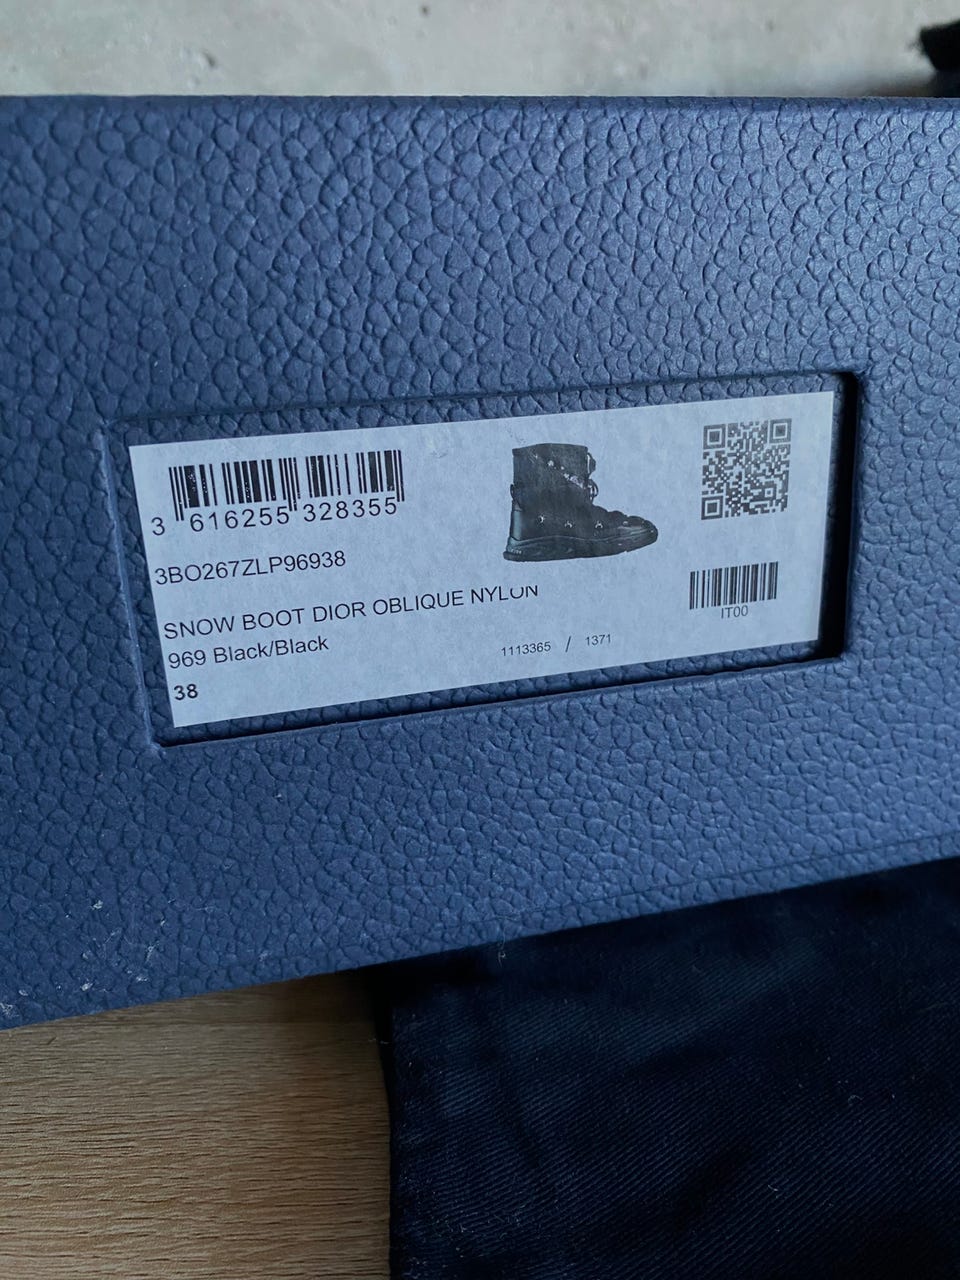 3 616255 328355
3BO267ZLP96938
SNOW BOOT DIOR OBLIQUE NYLON
969 Black/Black
38
1113365 / 1371
IT00